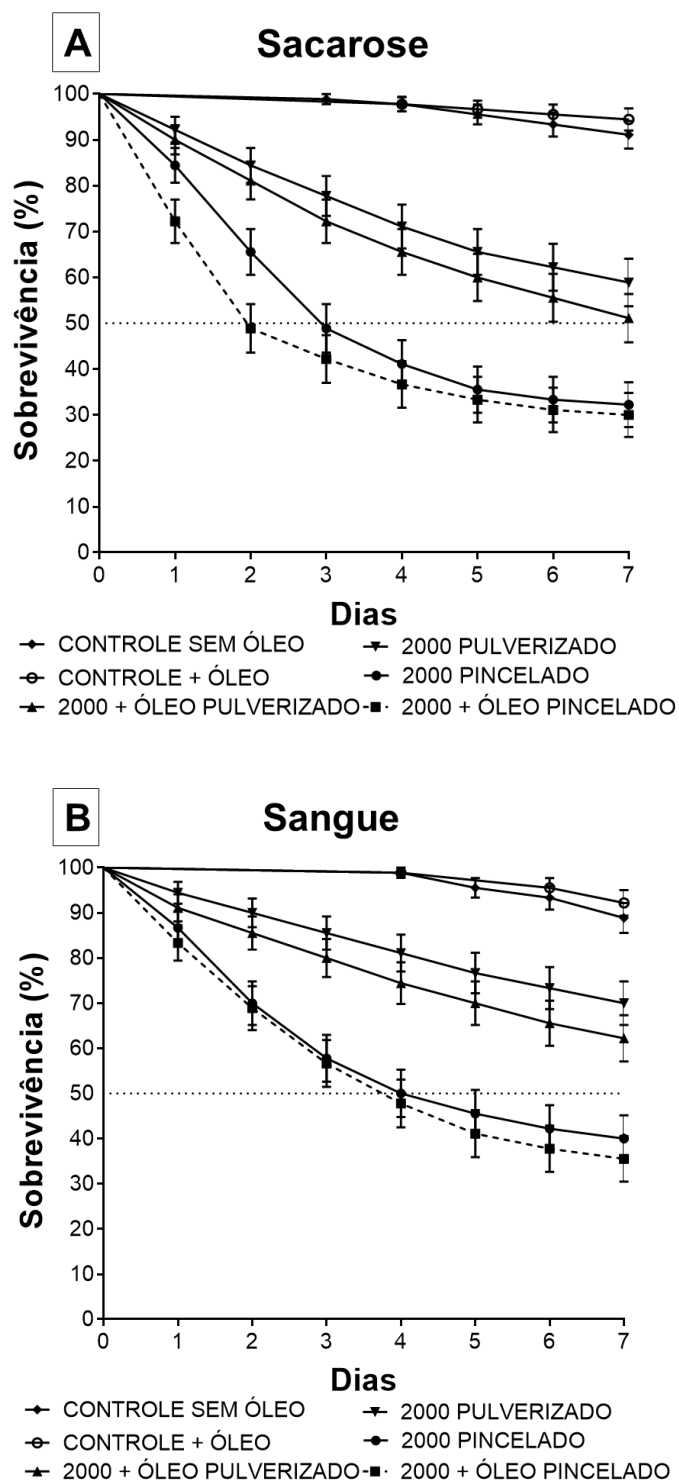 A
Sacarose
Sobrevivência (%)
100
90
80
70
60
50
40
30
20
10
0
0 1 2 3 4 5 6 7
Dias
CONTROLE SEM ÓLEO 2000 PULVERIZADO
CONTROLE + ÓLEO 2000 PINCELADO
2000 + ÓLEO PULVERIZADO 2000 + ÓLEO PINCELADO
B
Sangue
Sobrevivência (%)
100
90
80
70
60
50
40
30
20
10
0
0 1 2 3 4 5 6 7
Dias
CONTROLE SEM ÓLEO 2000 PULVERIZADO
CONTROLE + ÓLEO 2000 PINCELADO
2000 + ÓLEO PULVERIZADO 2000 + ÓLEO PINCELADO